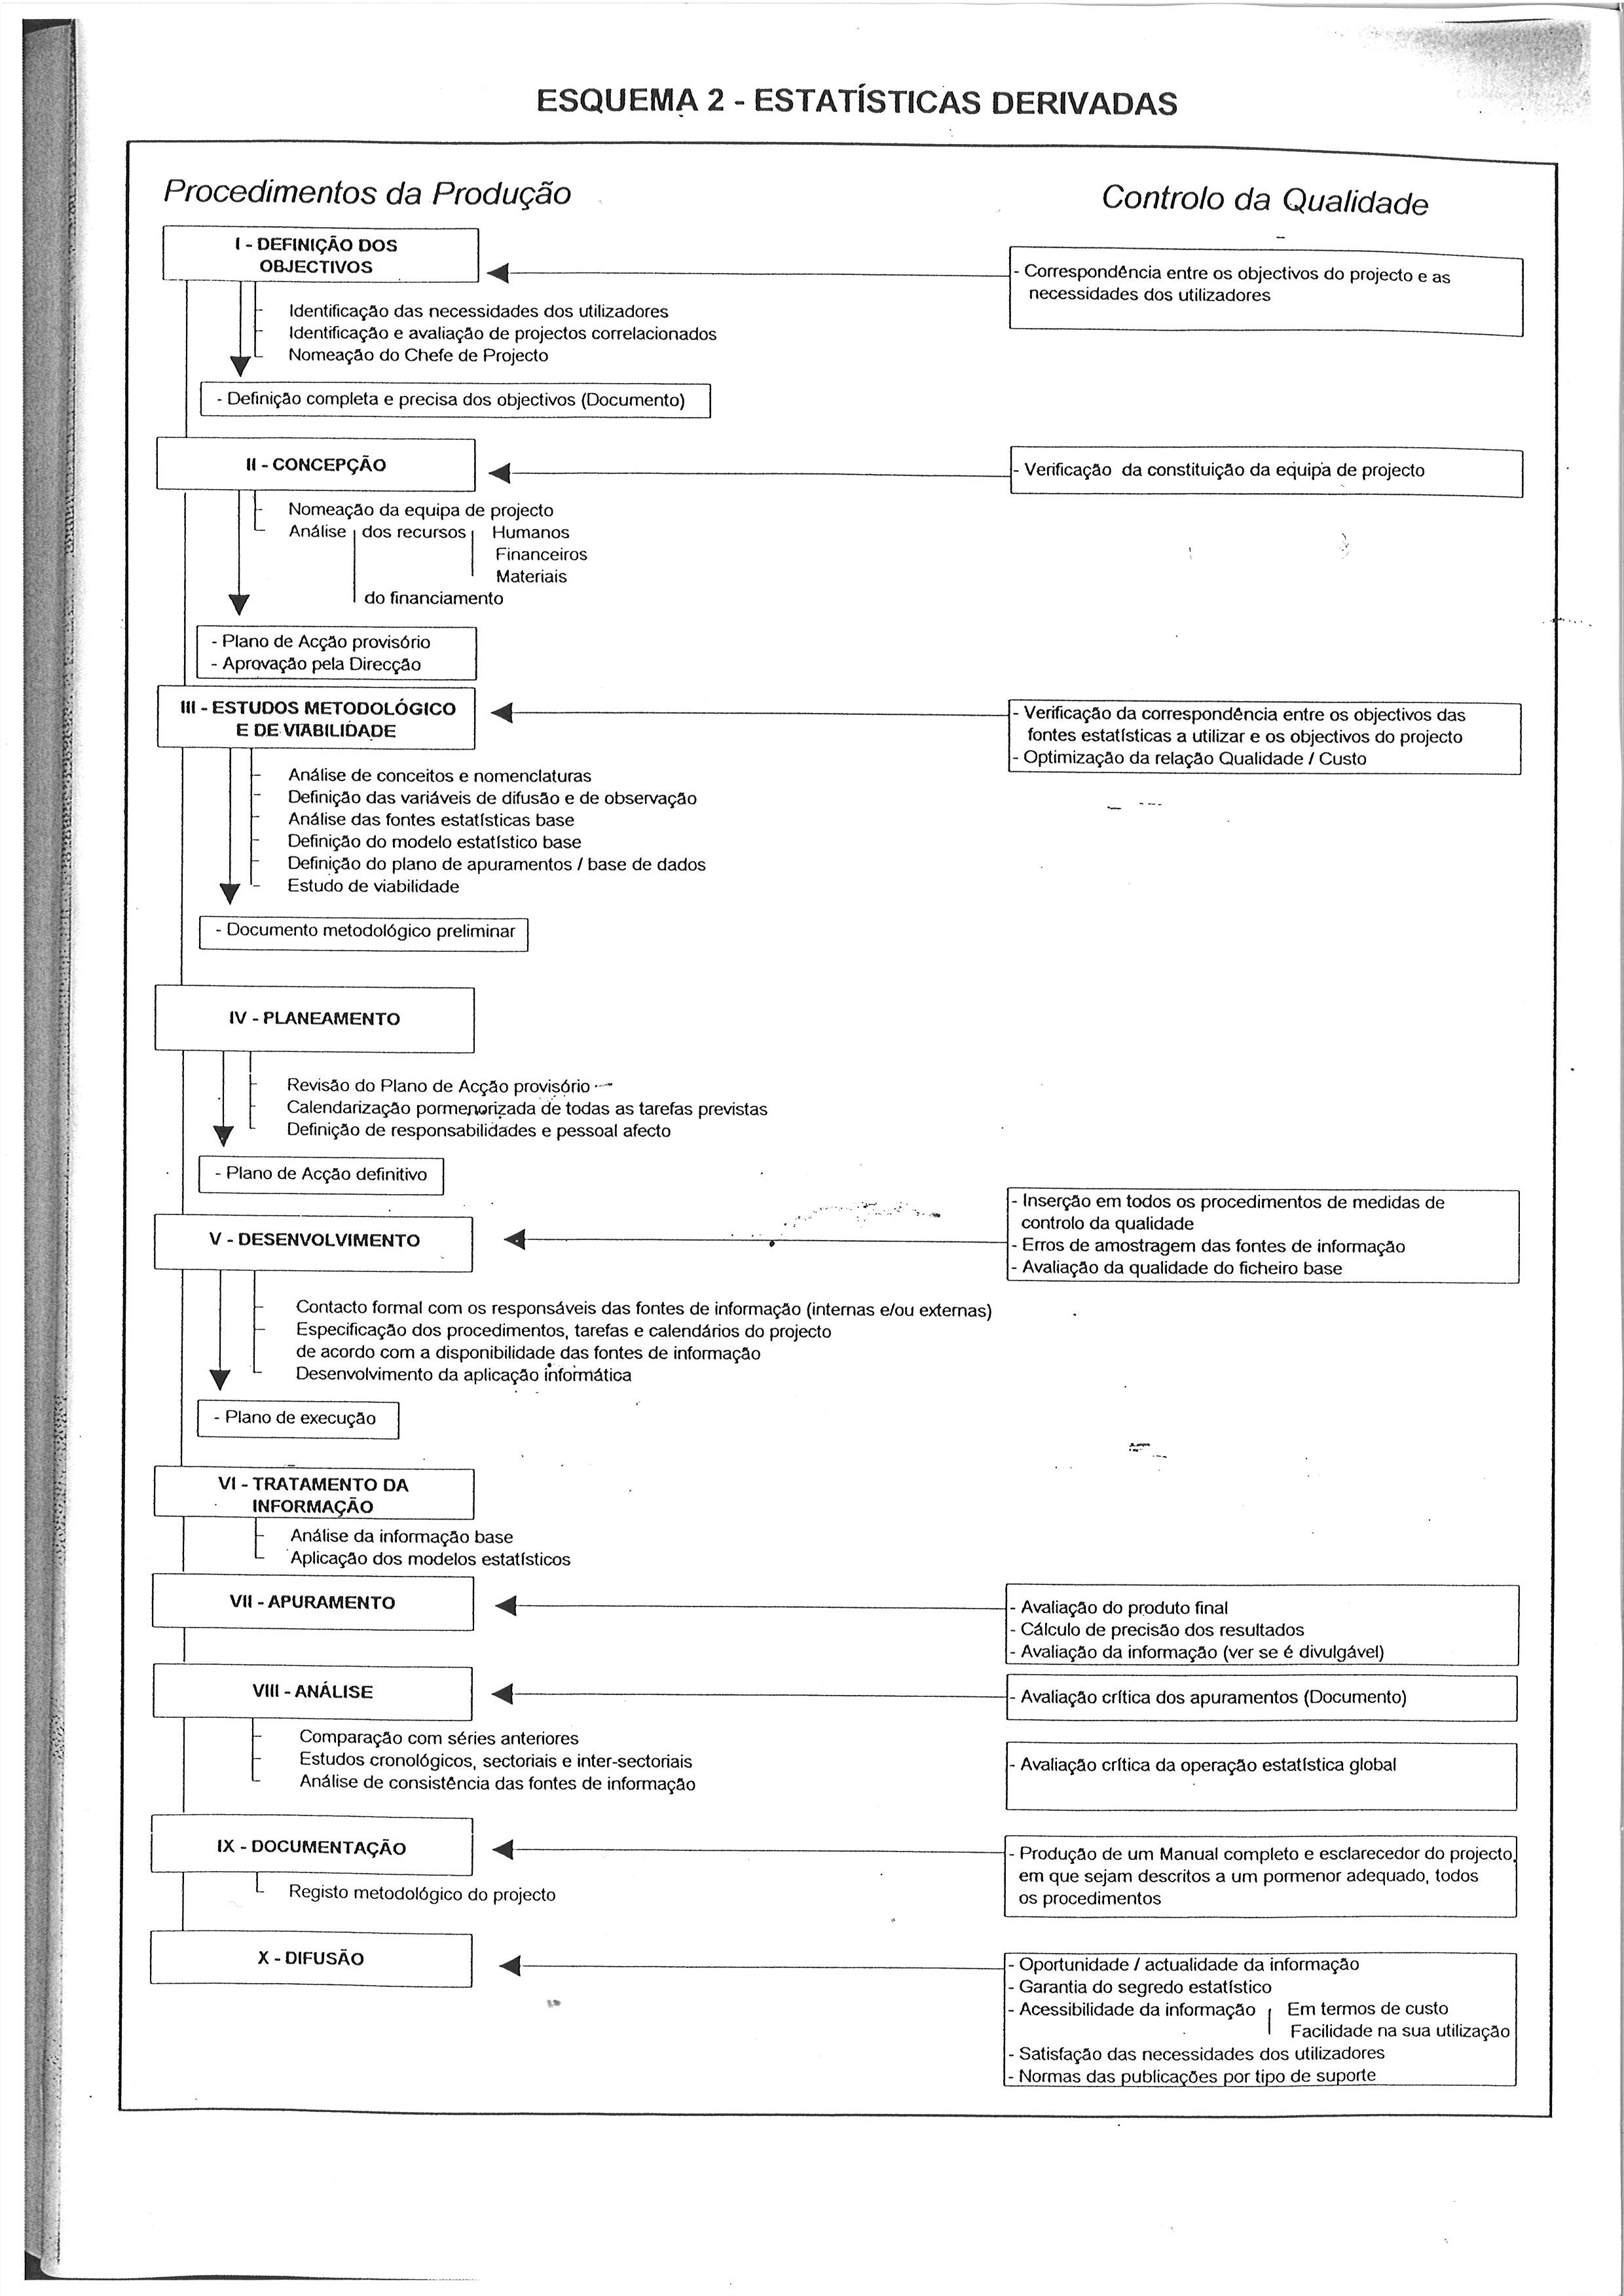 ESQUEMA 2 - ESTATÍSTICAS DERIVADAS
Procedimentos da Produção
Controlo da Qualidade
I - DEFINIÇÃO DOS
OBJECTIVOS
- Correspondência entre os objectivos do projecto e as
necessidades dos utilizadores
Identificação das necessidades dos utilizadores
Identificação e avaliação de projectos correlacionados
Nomeação do Chefe de Projecto
- Definição completa e precisa dos objectivos (Documento)
II - CONCEPÇÃO
- Verificação da constituição da equipa de projecto
Nomeação da equipa de projecto
Análise dos recursos Humanos
Financeiros
Materiais
do financiamento
- Plano de Acção provisório
- Aprovação pela Direcção
III - ESTUDOS METODOLÓGICO
E DE VIABILIDADE
- Verificação da correspondência entre os objectivos das
fontes estatísticas a utilizar e os objectivos do projecto
- Optimização da relação Qualidade / Custo
Análise de conceitos e nomenclaturas
Definição das variáveis de difusão e de observação
Análise das fontes estatísticas base
Definição do modelo estatístico base
Definição do plano de apuramentos / base de dados
Estudo de viabilidade
- Documento metodológico preliminar
IV - PLANEAMENTO
Revisão do Plano de Acção provisório
Calendarização pormenorizada de todas as tarefas previstas
Definição de responsabilidades e pessoal afecto
- Plano de Acção definitivo
V - DESENVOLVIMENTO
- Inserção em todos os procedimentos de medidas de
controlo da qualidade
- Erros de amostragem das fontes de informação
- Avaliação da qualidade do ficheiro base
Contacto formal com os responsáveis das fontes de informação (internas e/ou externas)
Especificação dos procedimentos, tarefas e calendários do projecto
de acordo com a disponibilidade das fontes de informação
Desenvolvimento da aplicação informática
- Plano de execução
VI - TRATAMENTO DA
INFORMAÇÃO
Análise da informação base
Aplicação dos modelos estatísticos
VII - APURAMENTO
- Avaliação do produto final
- Cálculo de precisão dos resultados
- Avaliação da informação (ver se é divulgável)
VIII - ANÁLISE
- Avaliação crítica dos apuramentos (Documento)
Comparação com séries anteriores
Estudos cronológicos, sectoriais e inter-sectoriais
Análise de consistência das fontes de informação
- Avaliação crítica da operação estatística global
IX - DOCUMENTAÇÃO
- Produção de um Manual completo e esclarecedor do projecto,
em que sejam descritos a um pormenor adequado, todos
os procedimentos
Registo metodológico do projecto
X - DIFUSÃO
- Oportunidade / actualidade da informação
- Garantia do segredo estatístico
- Acessibilidade da informação Em termos de custo
Facilidade na sua utilização
- Satisfação das necessidades dos utilizadores
- Normas das publicações por tipo de suporte